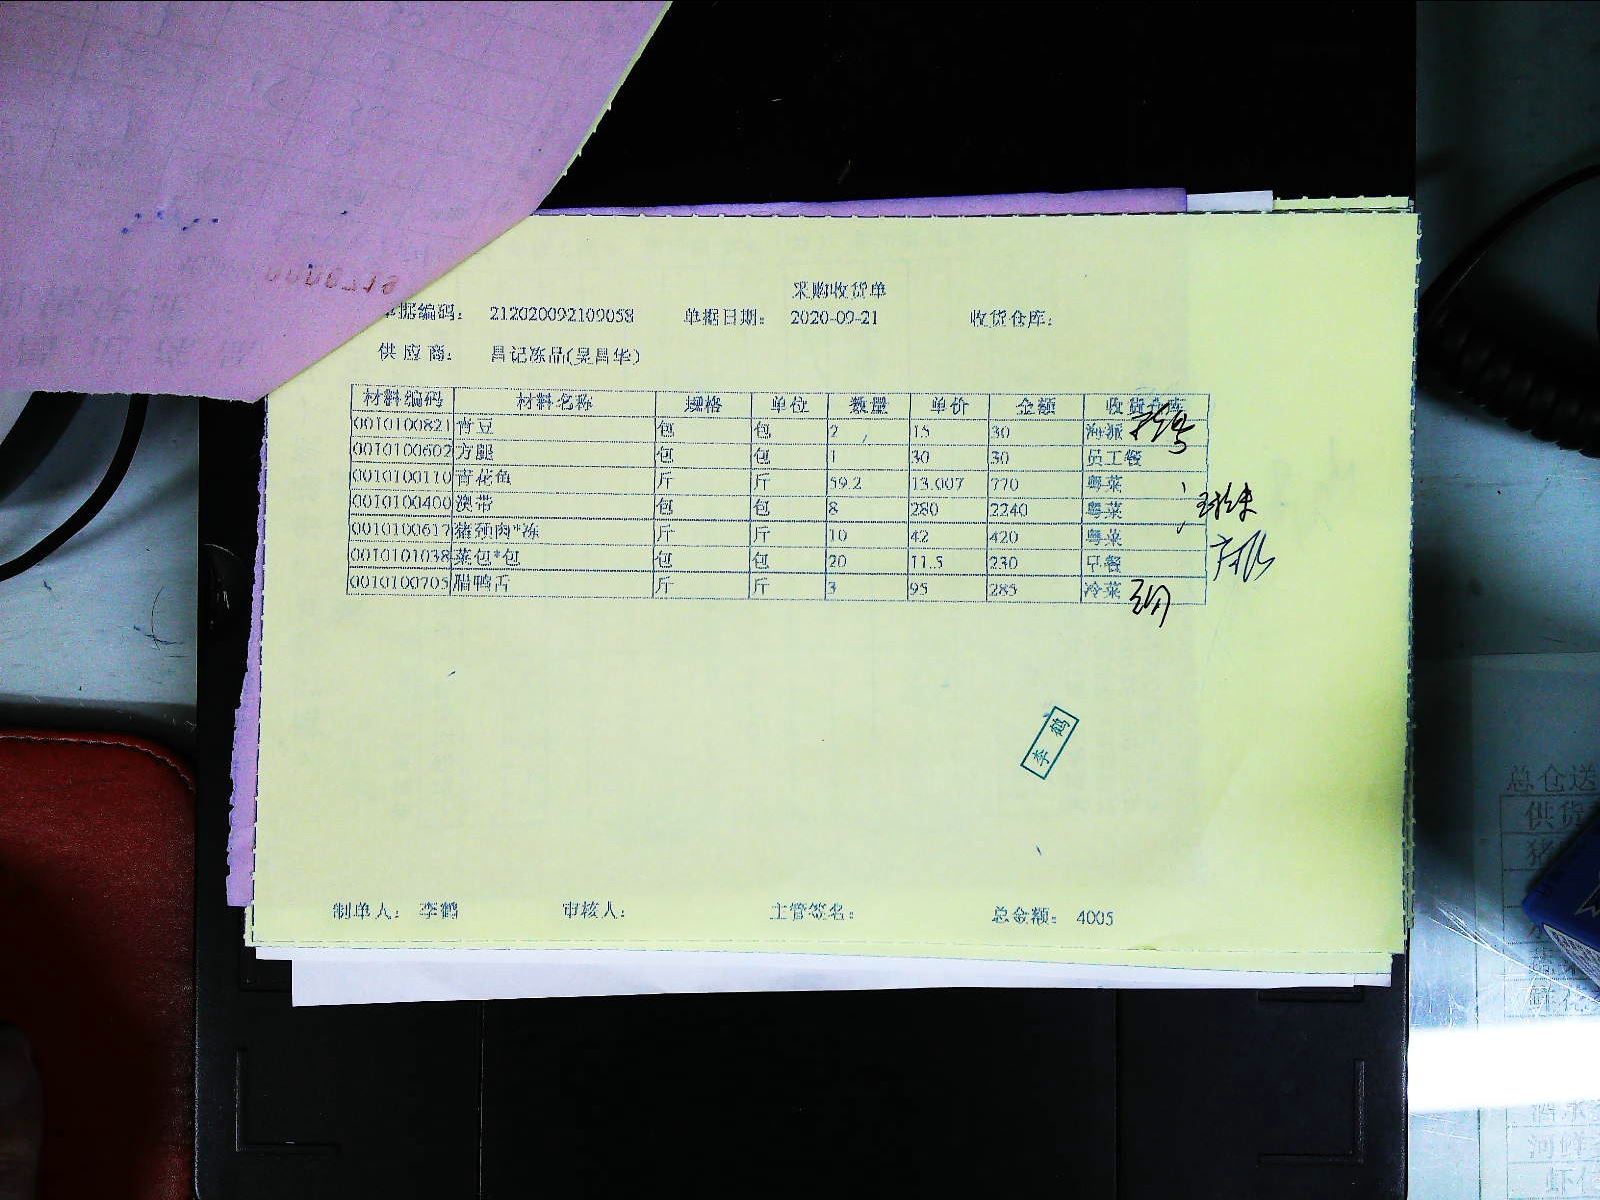 采购收货单
单据编码： 212020092109058 单据日期： 2020-09-21 收货仓库：
供 应 商： 昌记冻品(吴昌华)
材料编码 材料名称 规格 单位 数量 单价 金额 收货仓库
0010100821 青豆 包 包 2 15 30 海派
0010100602 方腿 包 包 1 30 30 员工餐
0010100110 青花鱼 斤 斤 59.2 13.007 770 粤菜
0010100400 澳带 包 包 8 280 2240 粤菜
0010100617 猪颈肉*冻 斤 斤 10 42 420 粤菜
0010101038 菜包*包 包 包 20 11.5 230 早餐
0010100705 腊鸭舌 斤 斤 3 95 285 冷菜
李鹤
制单人： 李鹤 审核人： 主管签名： 总金额： 4005
总仓送
供货